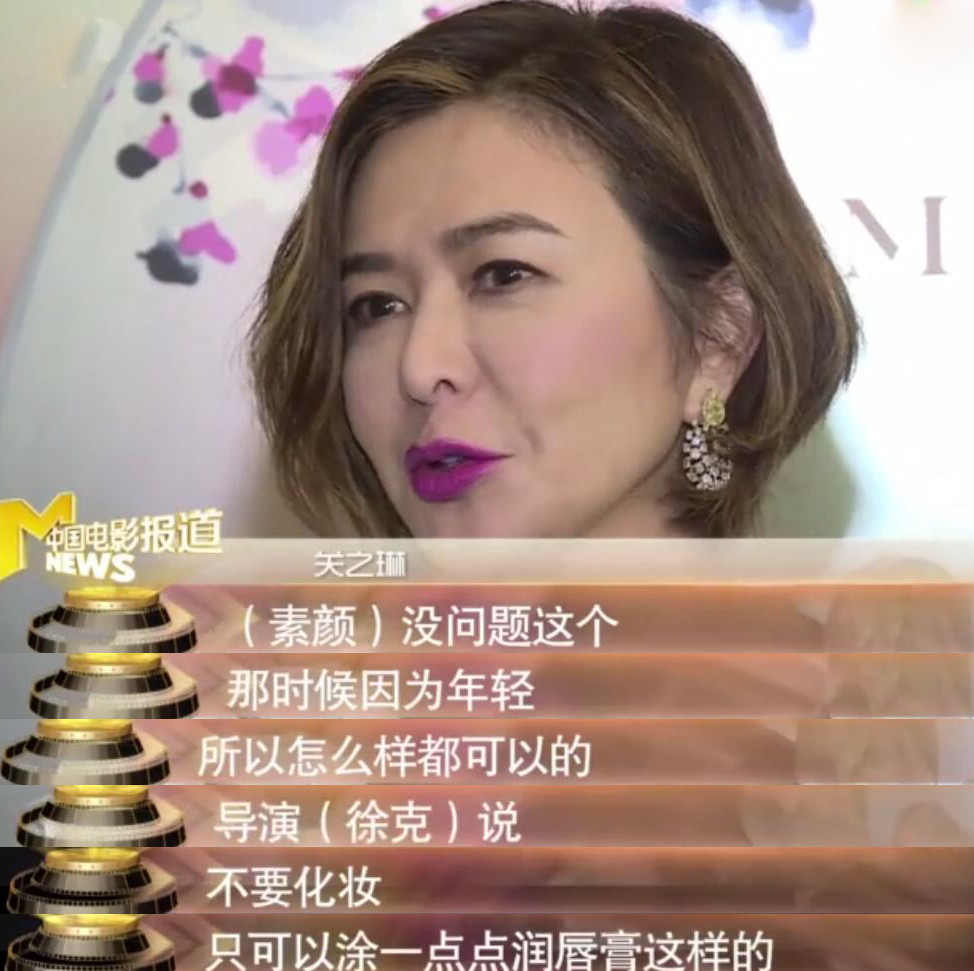 M
中国电影报道
NEWS
关之琳
（素颜）没问题这个
那时候因为年轻
所以怎么样都可以的
导演（徐克）说
不要化妆
只可以涂一点点润唇膏这样的